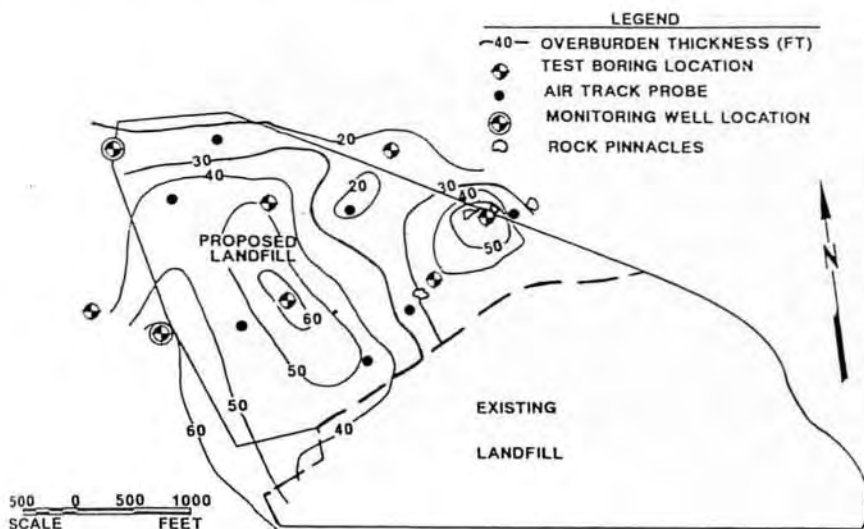 LEGEND
40 OVERBURDEN THICKNESS (FT)
TEST BORING LOCATION
AIR TRACK PROBE
MONITORING WELL LOCATION
ROCK PINNACLES
20
30
40
20
30
40
50
50
PROPOSED
LANDFILL
60
50
50
60
40
N
EXISTING
LANDFILL
500 0 500 1000
SCALE FEET